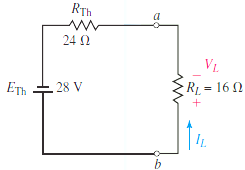 R_Th
24 Ω
a
E_Th
28 V
V_L
−
R_L = 16 Ω
+
I_L
b